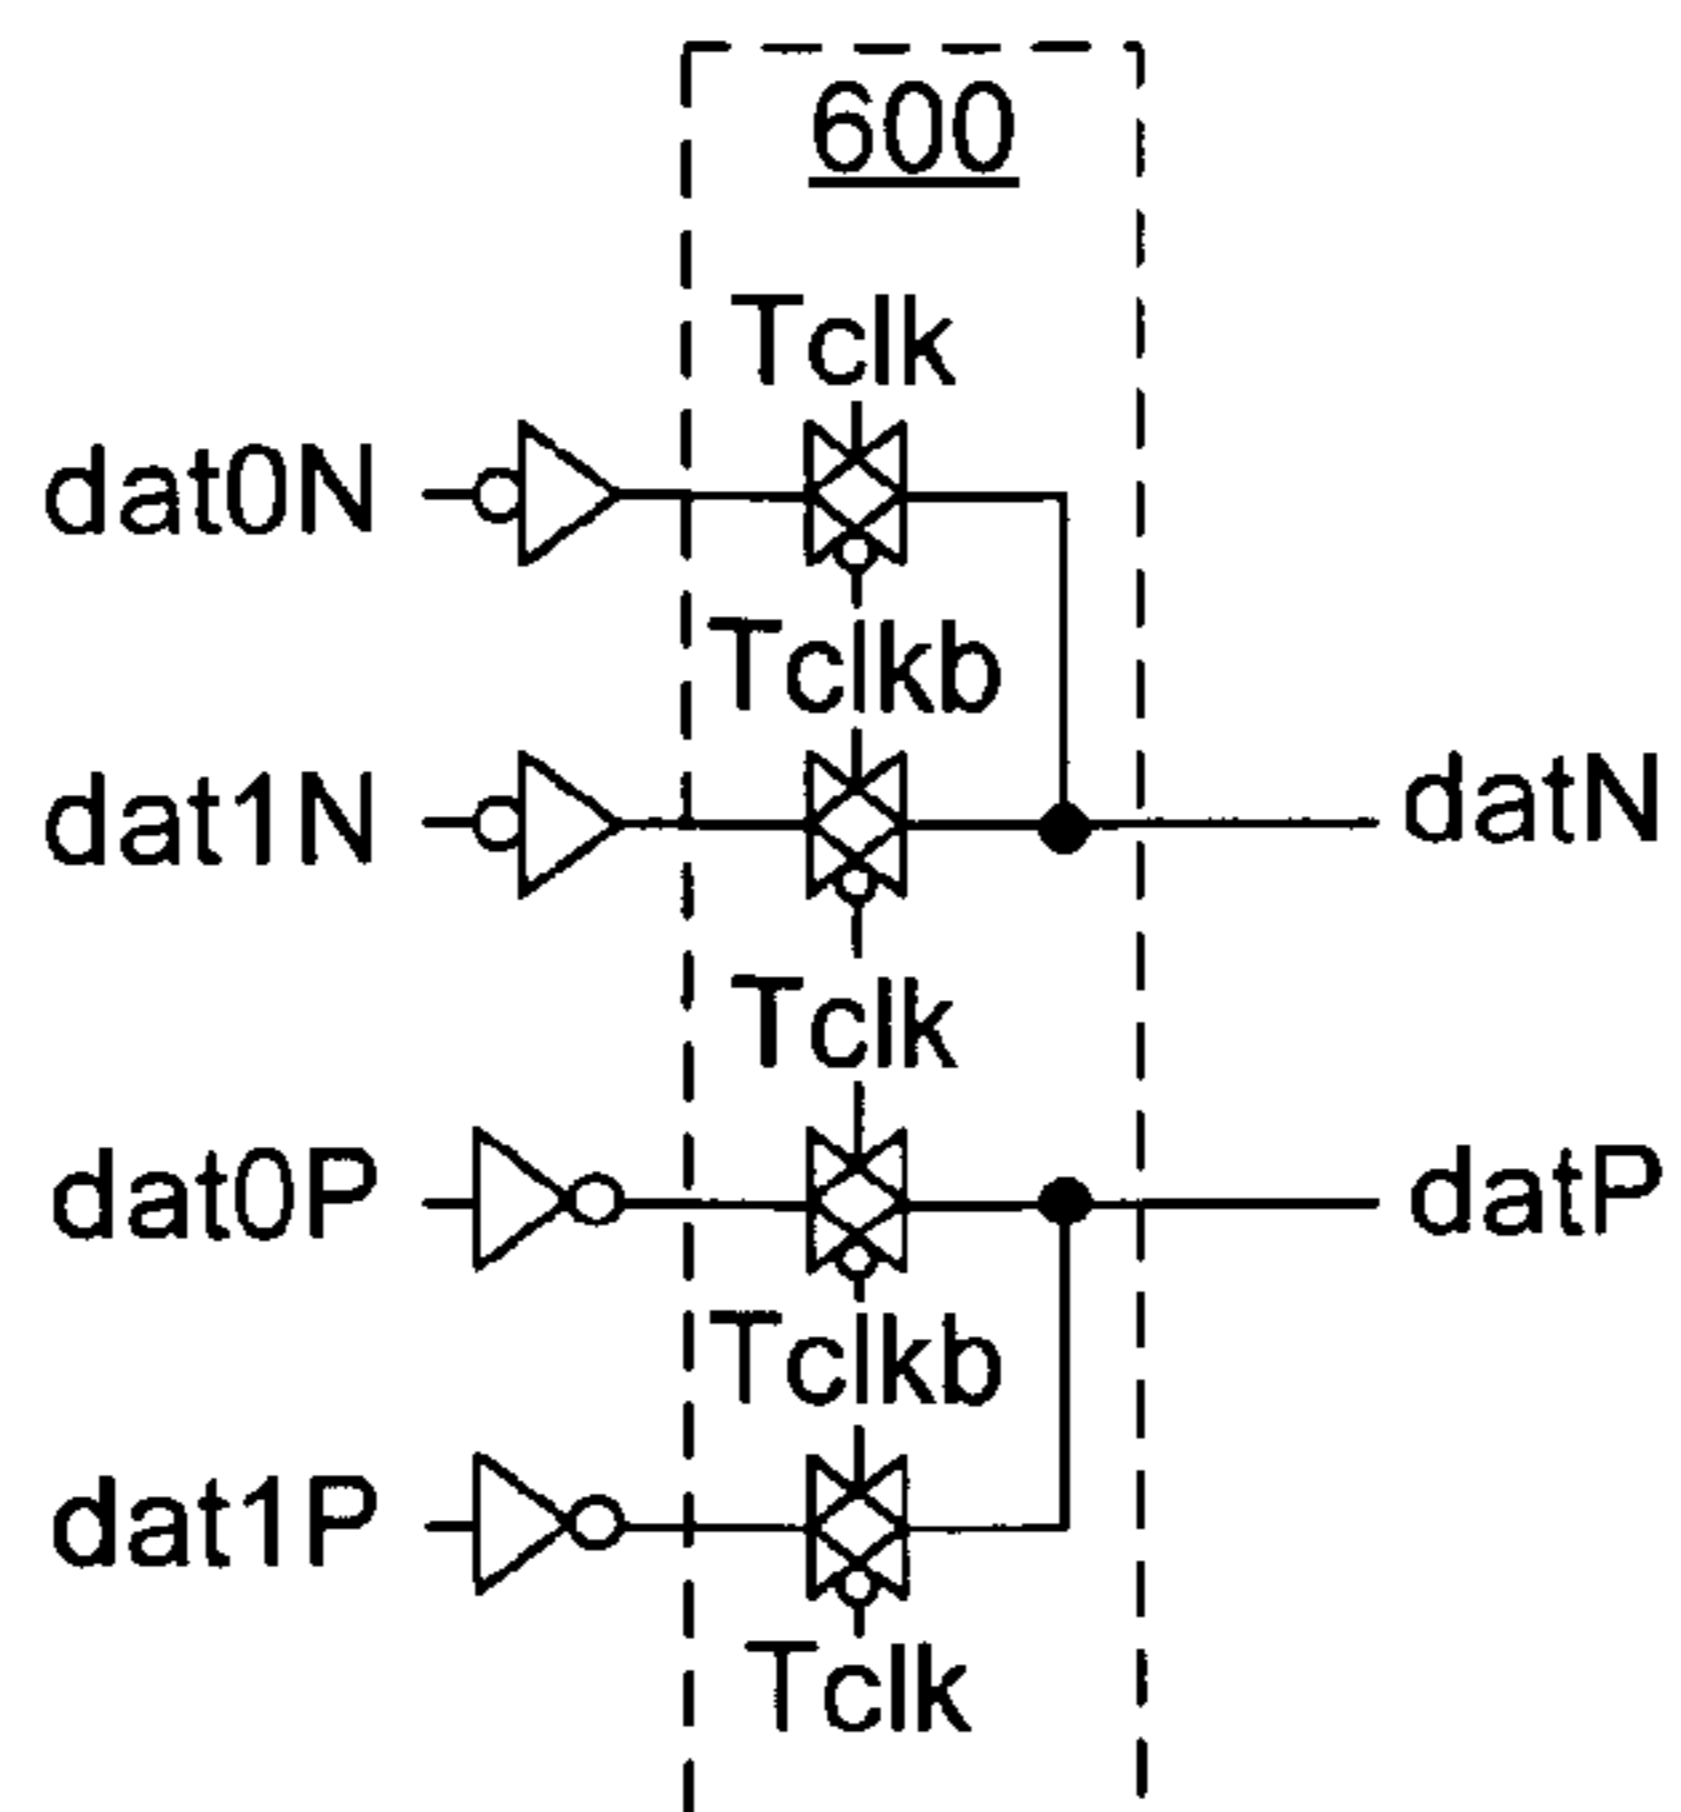 600
Tclk
dat0N
Tclkb
dat1N
datN
Tclk
dat0P
datP
Tclkb
dat1P
Tclk